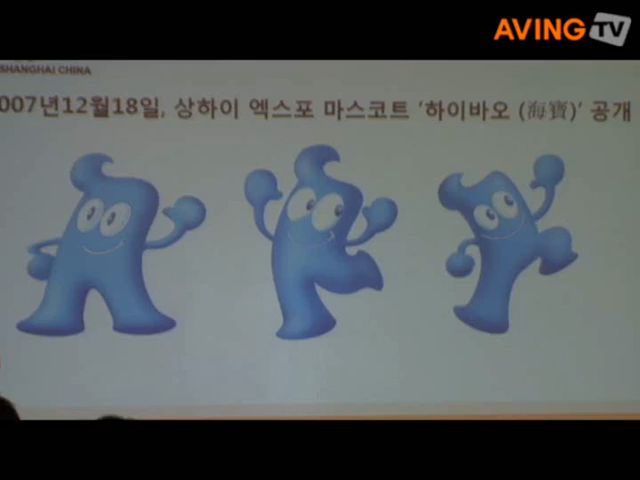 AVING TV
SHANGHAI CHINA
007년12월18일, 상하이 엑스포 마스코트 '하이바오 (海寶)' 공개